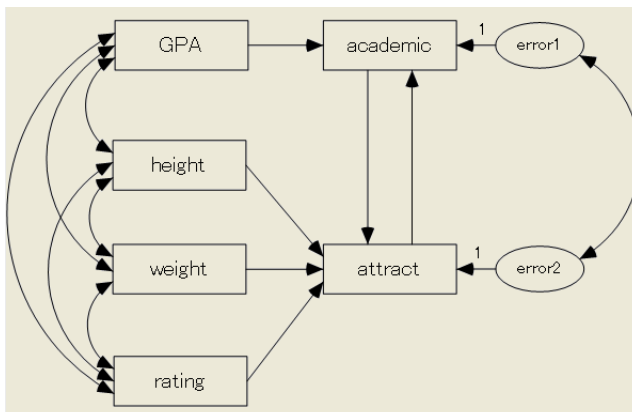 GPA
academic
1
error1
height
weight
attract
1
error2
rating